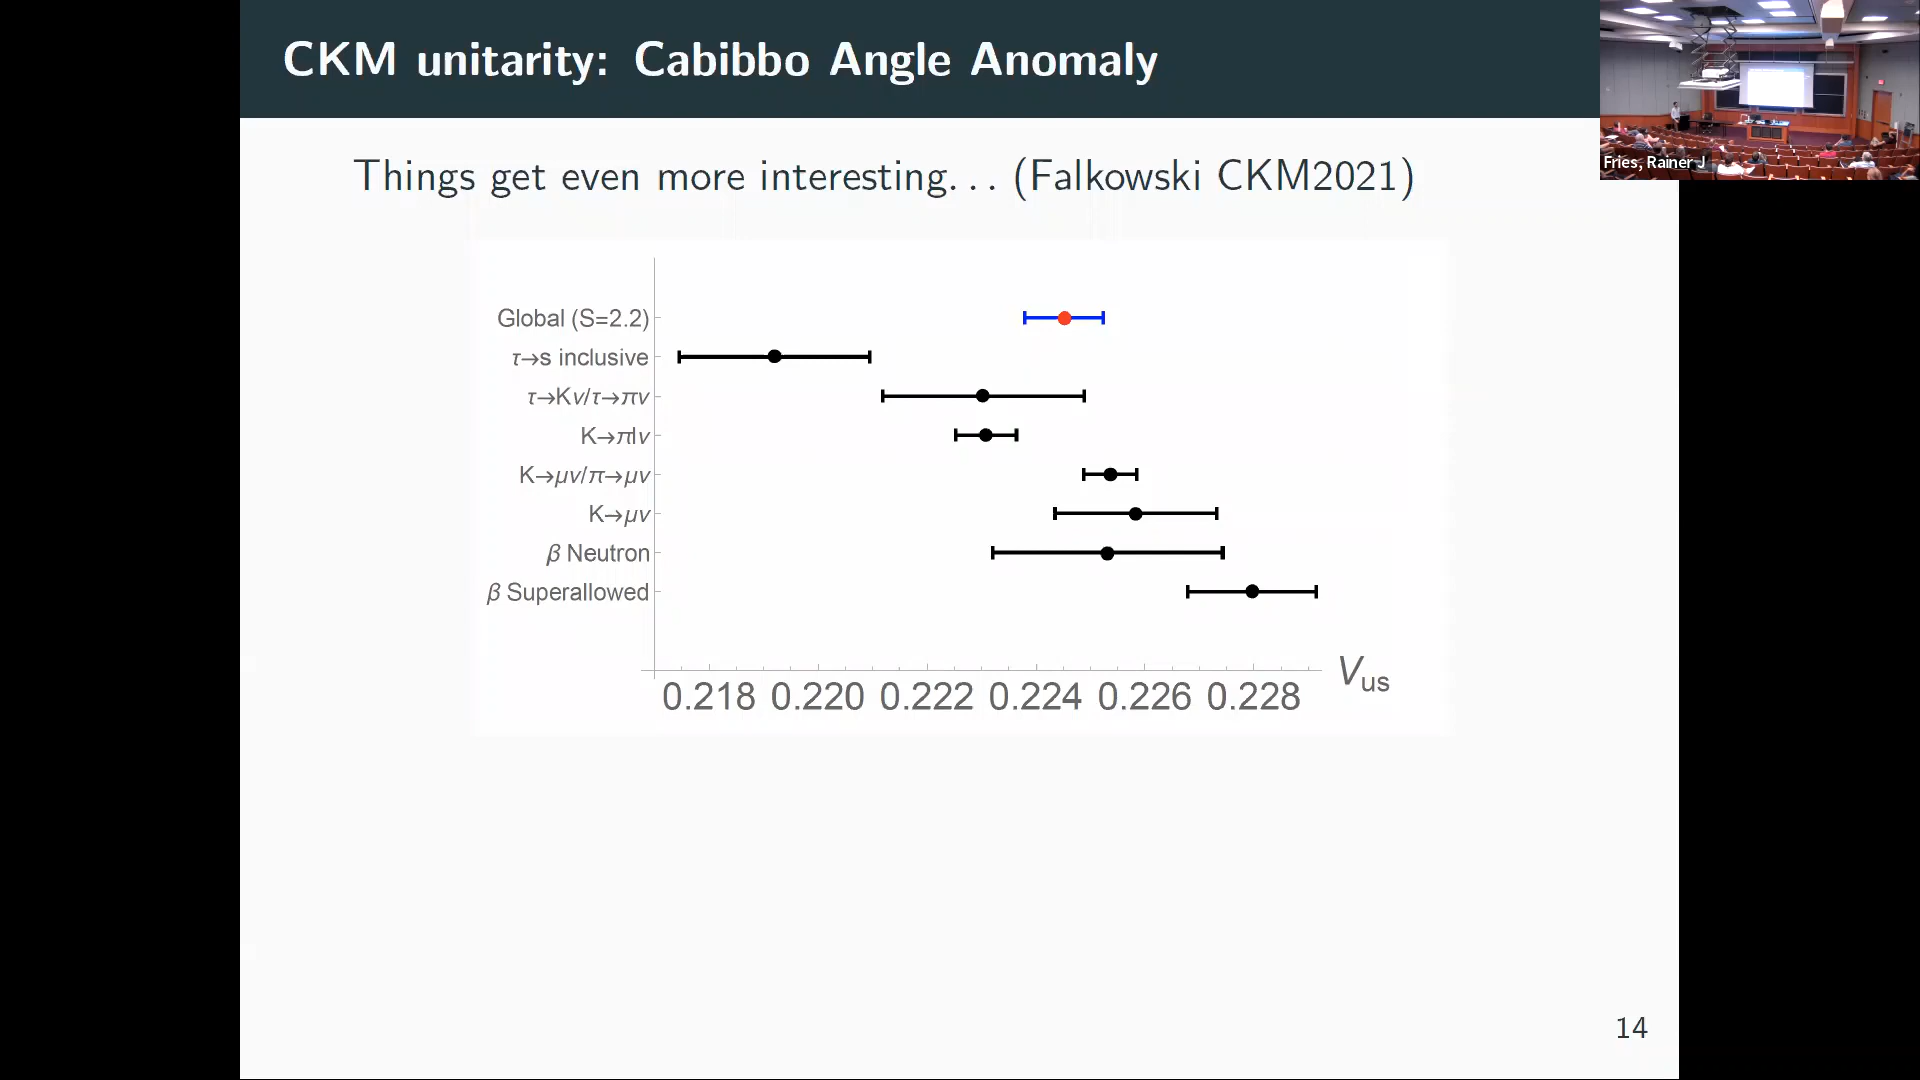 CKM unitarity: Cabibbo Angle Anomaly
Fries, Rainer J
Things get even more interesting. . . (Falkowski CKM2021)
Global (S=2.2)
τ→s inclusive
τ→Kν/τ→πν
K→πlν
K→μν/π→μν
K→μν
β Neutron
β Superallowed
0.218 0.220 0.222 0.224 0.226 0.228
Vus
14